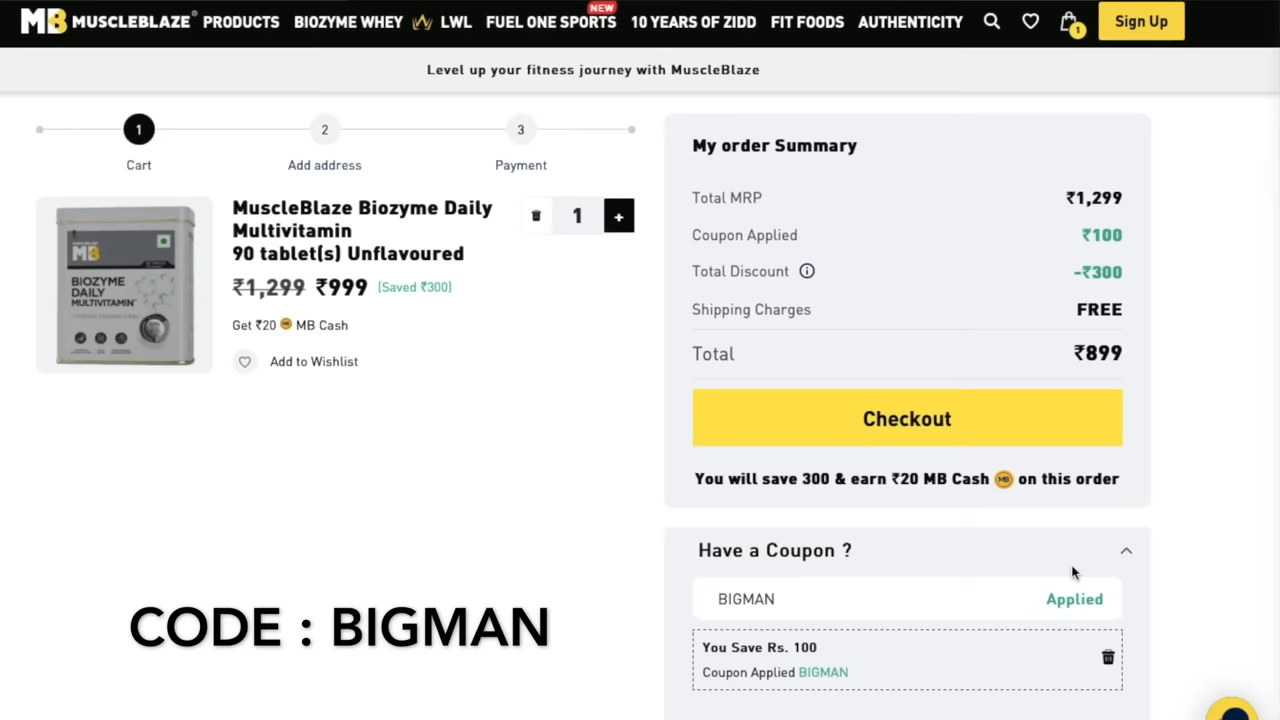 MB MUSCLEBLAZE® PRODUCTS BIOZYME WHEY LWL FUEL ONE SPORTS NEW 10 YEARS OF ZIDD FIT FOODS AUTHENTICITY 1 Sign Up
Level up your fitness journey with MuscleBlaze
1 2 3
Cart Add address Payment
MuscleBlaze Biozyme Daily
Multivitamin
90 tablet(s) Unflavoured
1 +
₹1,299 ₹999 (Saved ₹300)
Get ₹20 MB MB Cash
Add to Wishlist
MB
BIOZYME
DAILY
MULTIVITAMIN
My order Summary
Total MRP ₹1,299
Coupon Applied ₹100
Total Discount -₹300
Shipping Charges FREE
Total ₹899
Checkout
You will save 300 & earn ₹20 MB Cash MB on this order
Have a Coupon ?
BIGMAN Applied
You Save Rs. 100
Coupon Applied BIGMAN
CODE : BIGMAN